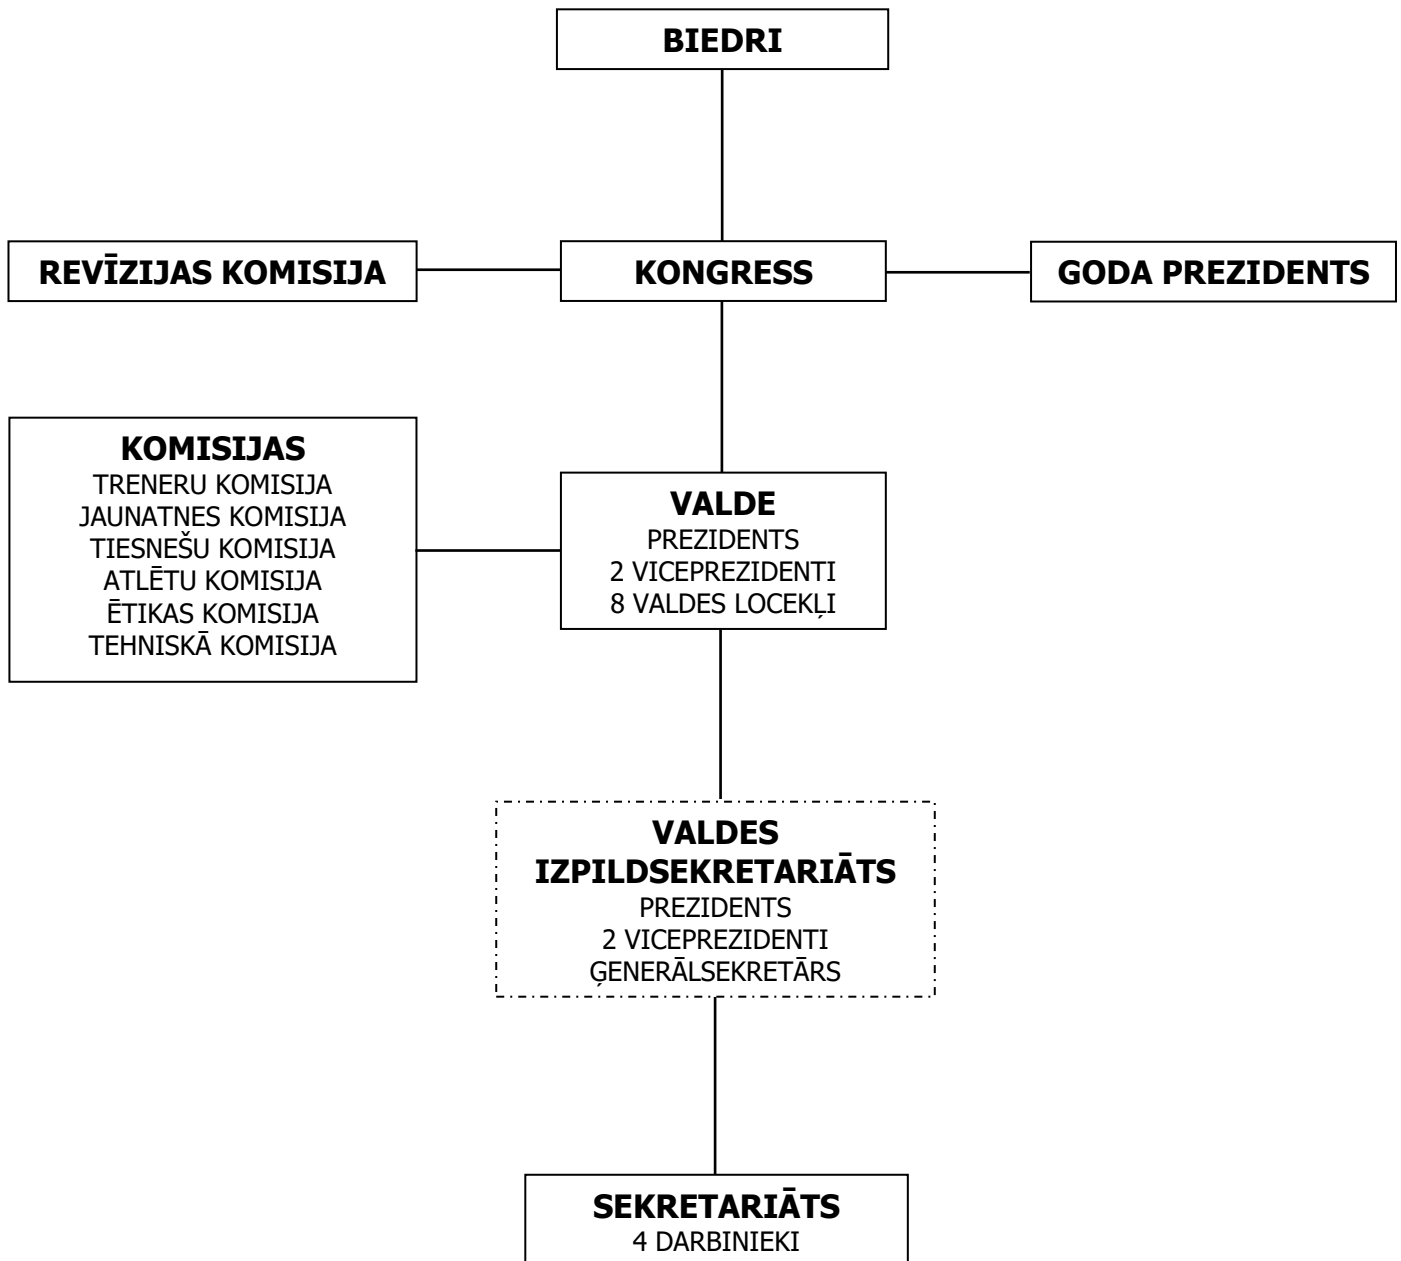 BIEDRI
REVĪZIJAS KOMISIJA
KONGRESS
GODA PREZIDENTS
KOMISIJAS
TRENERU KOMISIJA
JAUNATNES KOMISIJA
TIESNEŠU KOMISIJA
ATLĒTU KOMISIJA
ĒTIKAS KOMISIJA
TEHNISKĀ KOMISIJA
VALDE
PREZIDENTS
2 VICEPREZIDENTI
8 VALDES LOCEKĻI
VALDES
IZPILDSEKRETARIĀTS
PREZIDENTS
2 VICEPREZIDENTI
ĢENERĀLSEKRETĀRS
SEKRETARIĀTS
4 DARBINIEKI